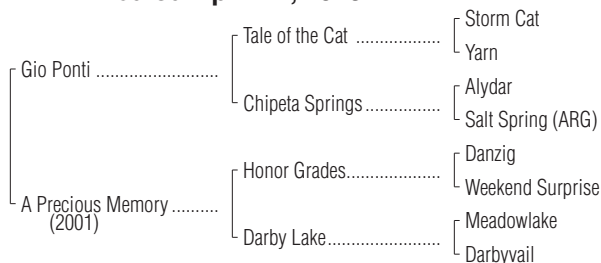 Storm Cat
Tale of the Cat ..................
Yarn
Gio Ponti ..........................
Alydar
Chipeta Springs ................
Salt Spring (ARG)
Danzig
Honor Grades....................
Weekend Surprise
A Precious Memory ..........
(2001)
Meadowlake
Darby Lake........................
Darbyvail